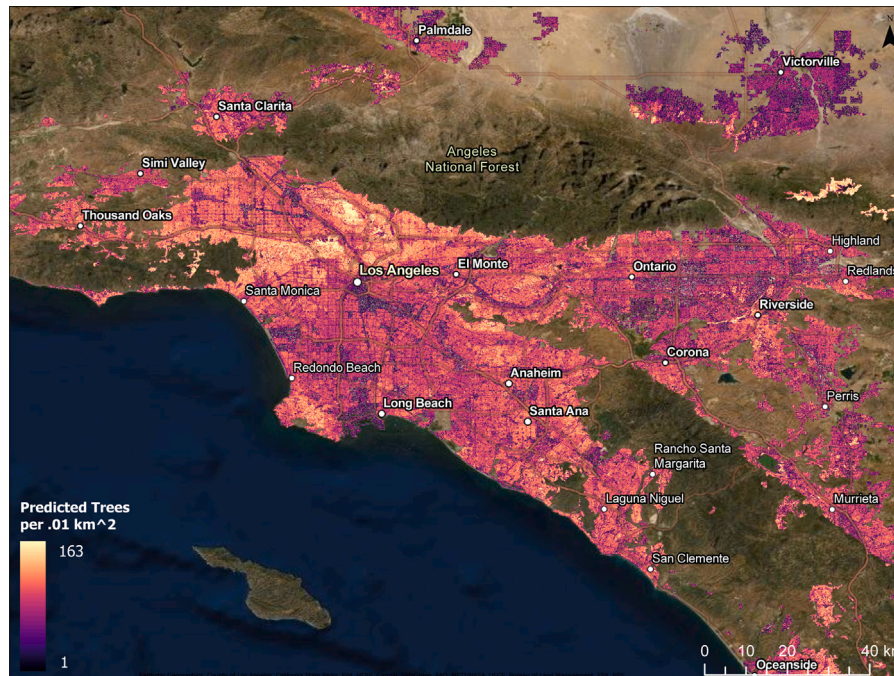 Palmdale
Victorville
Santa Clarita
Angeles
National Forest
Simi Valley
Thousand Oaks
Highland
El Monte
Ontario
Los Angeles
Redlands
Santa Monica
Riverside
Corona
Redondo Beach
Anaheim
Perris
Long Beach
Santa Ana
Rancho Santa
Margarita
Predicted Trees
per .01 km^2
Laguna Niguel
Murrieta
163
San Clemente
1
0 10 20 40 km
Oceanside